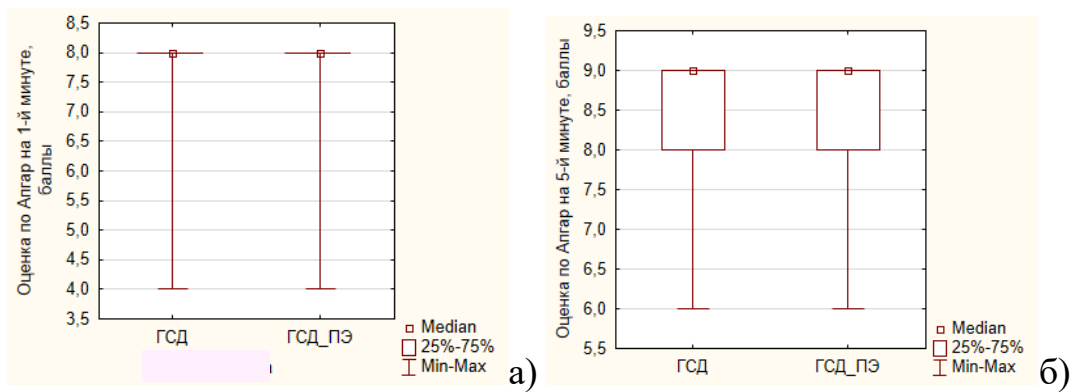 Оценка по Апгар на 1-й минуте,
баллы
8,5
8,0
7,5
7,0
6,5
6,0
5,5
5,0
4,5
4,0
3,5
ГСД
ГСД_ПЭ
Median
25%-75%
Min-Max
а)
Оценка по Апгар на 5-й минуте, баллы
9,5
9,0
8,5
8,0
7,5
7,0
6,5
6,0
5,5
ГСД
ГСД_ПЭ
Median
25%-75%
Min-Max
б)